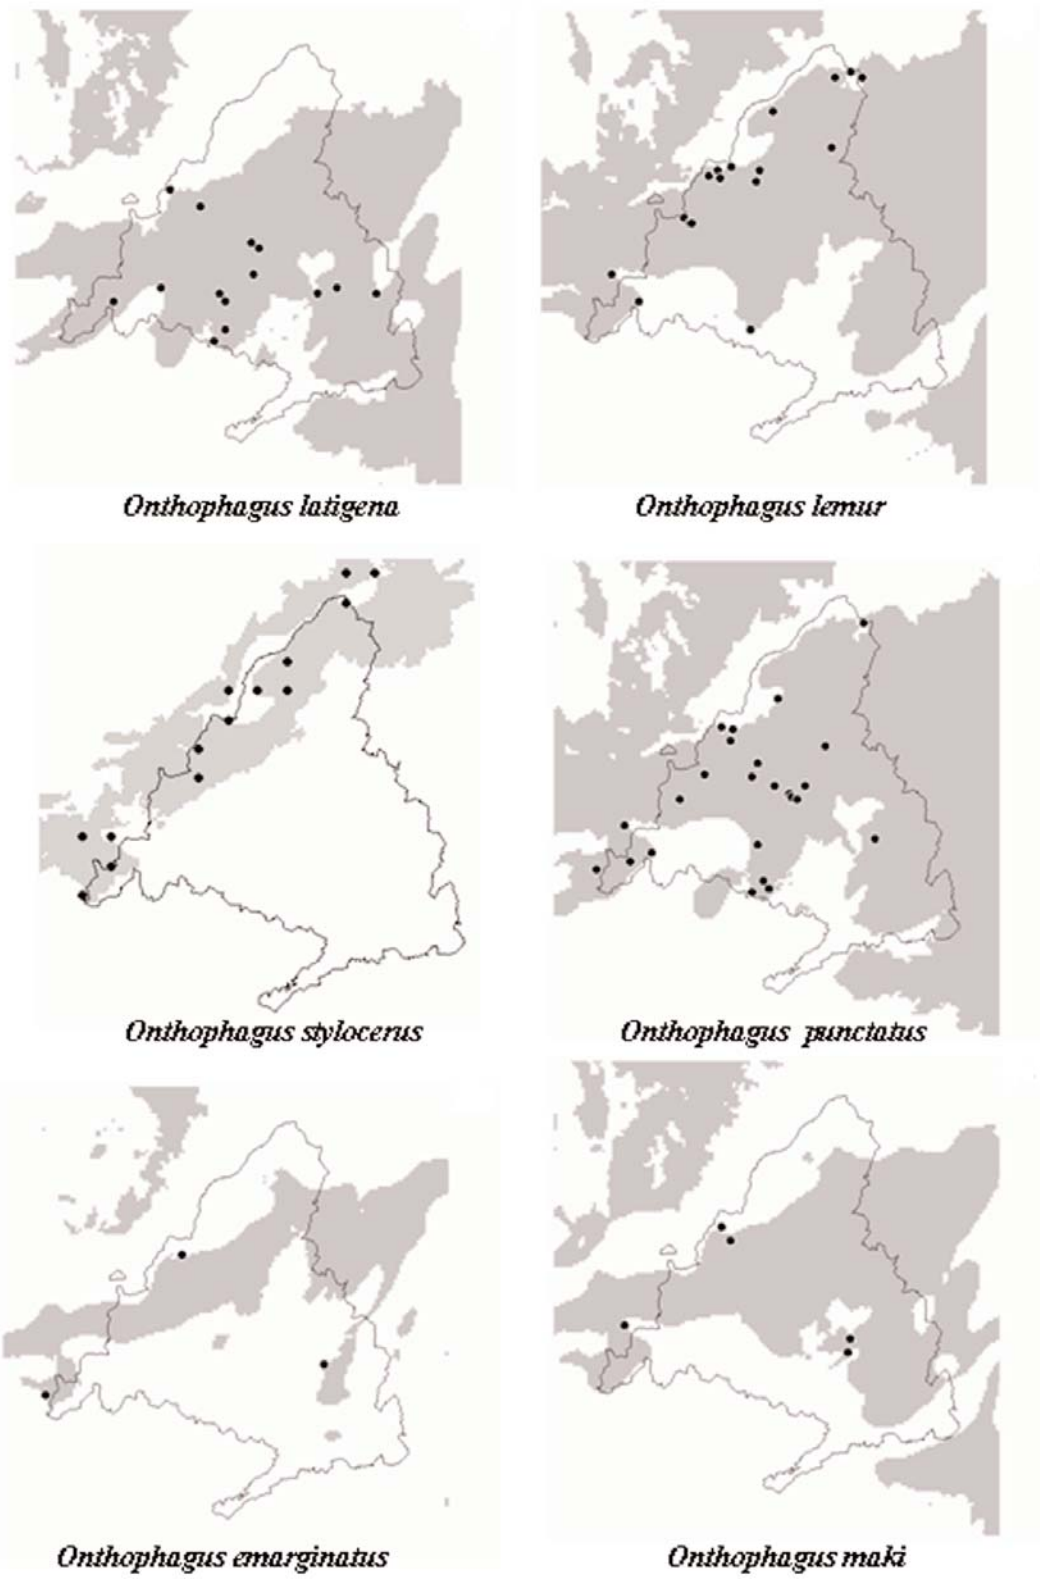 Onthophagus latigena
Onthophagus lemur
Onthophagus stylocerus
Onthophagus punctatus
Onthophagus emarginatus
Onthophagus maki